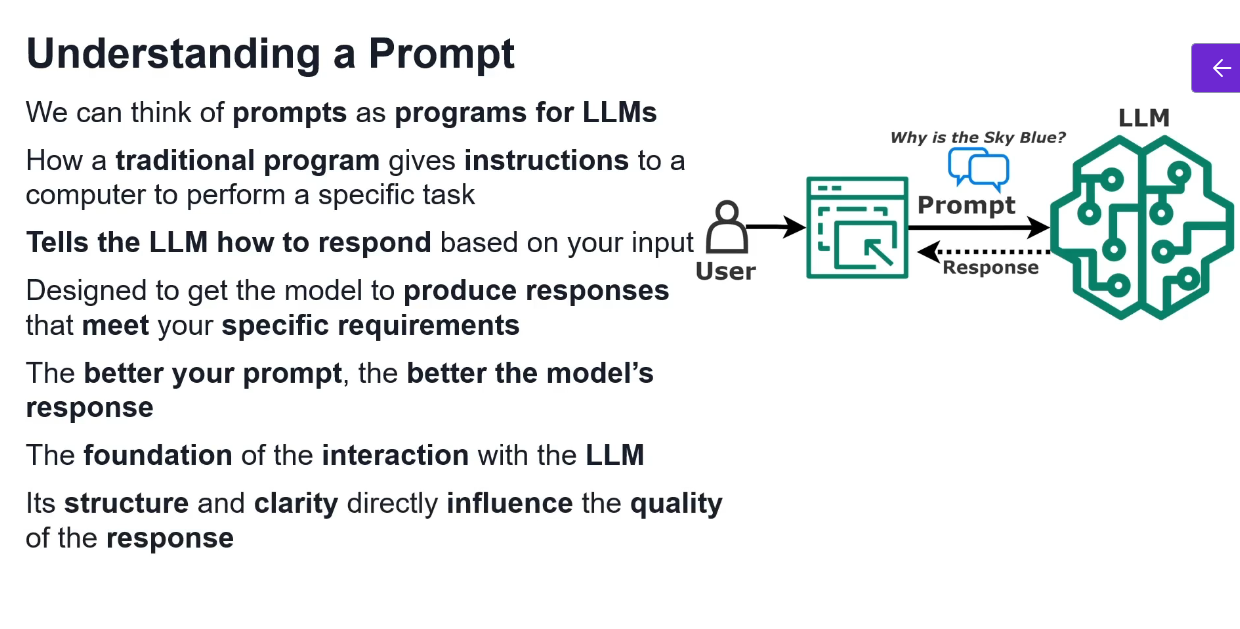 Understanding a Prompt
We can think of prompts as programs for LLMs
How a traditional program gives instructions to a
computer to perform a specific task
Tells the LLM how to respond based on your input
Designed to get the model to produce responses
that meet your specific requirements
The better your prompt, the better the model’s
response
The foundation of the interaction with the LLM
Its structure and clarity directly influence the quality
of the response
User
Why is the Sky Blue?
Prompt
Response
LLM